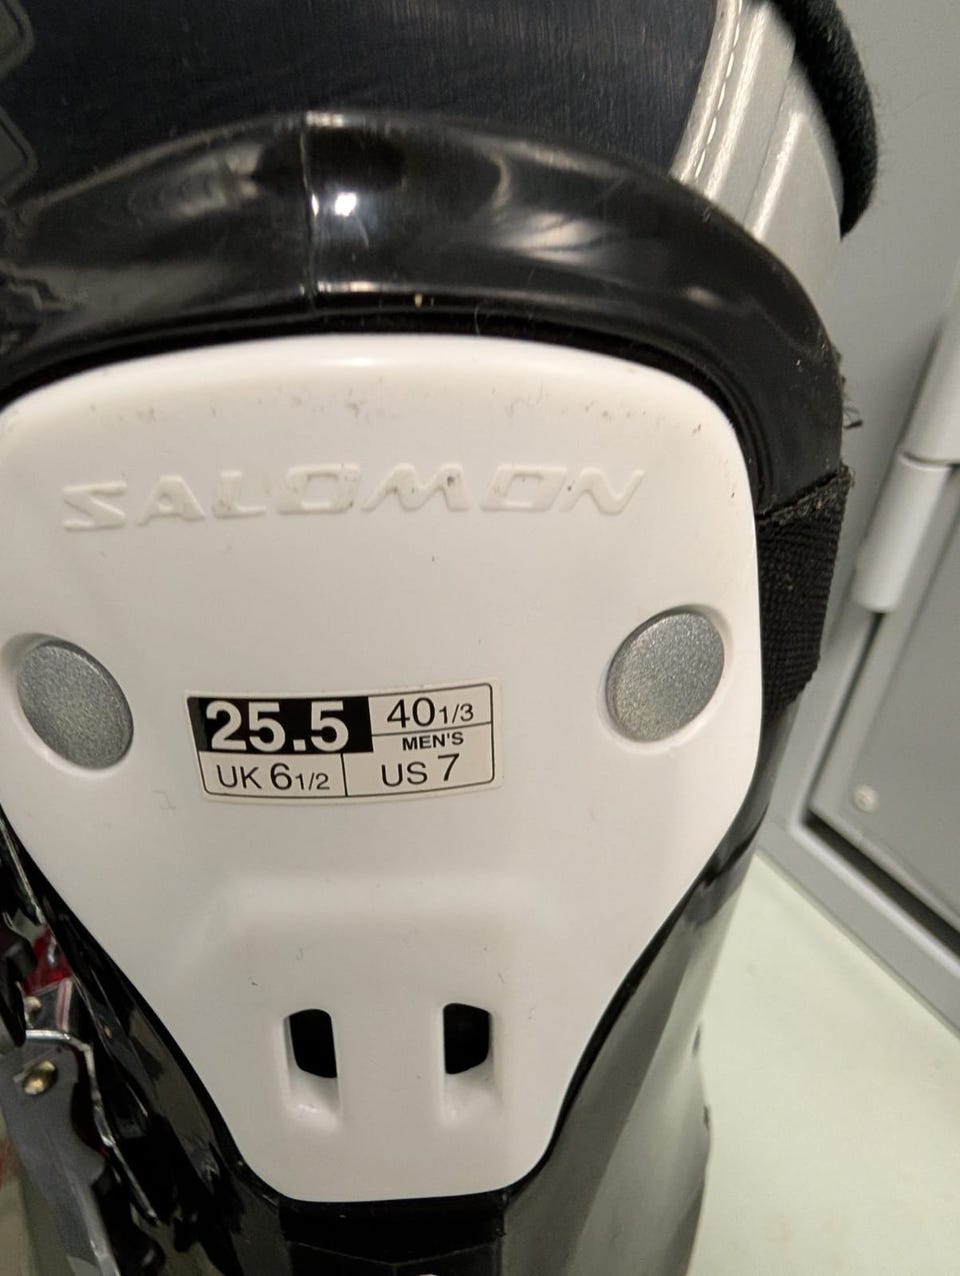 SALOMON
25.5
40 1/3
MEN'S
UK 6 1/2
US 7